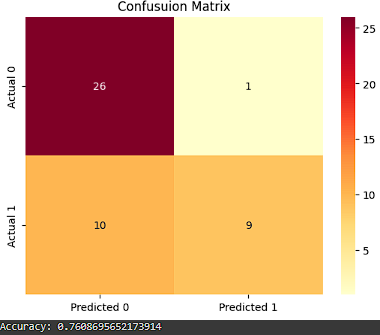 Confusuion Matrix
Actual 0
26
1
25
20
15
Actual 1
10
9
10
5
Predicted 0
Predicted 1
Accuracy: 0.7608695652173914